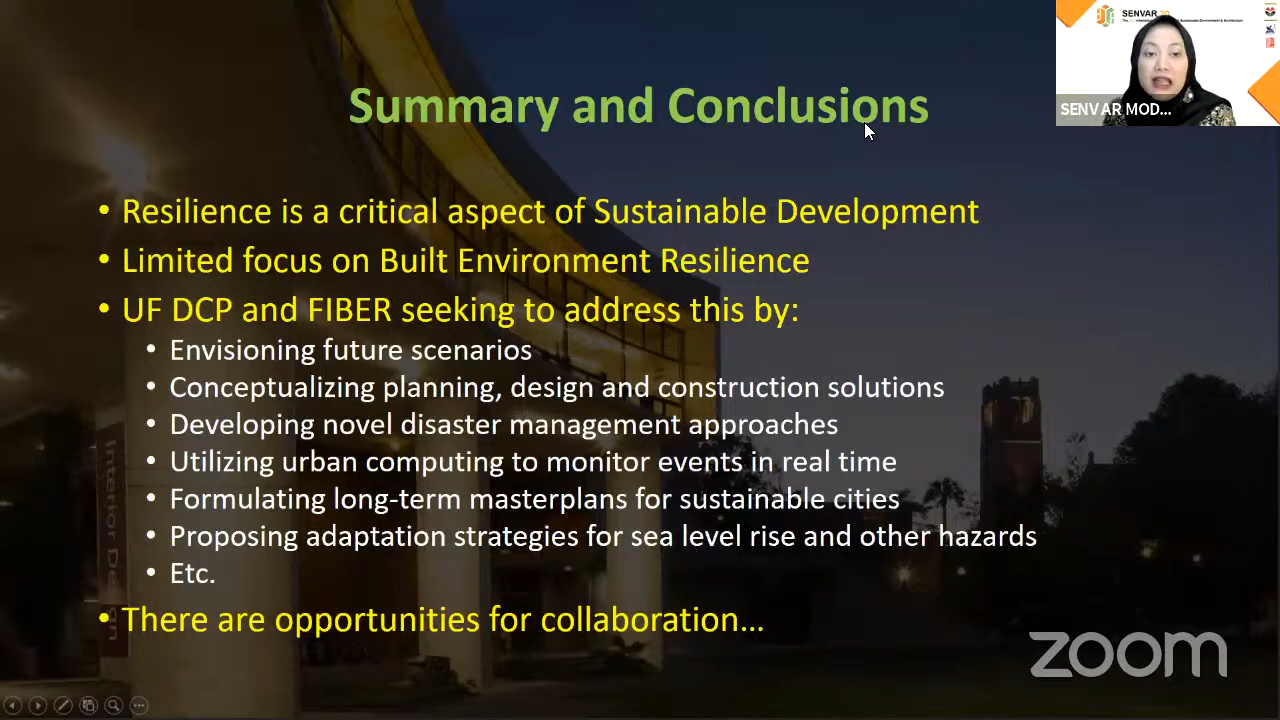 SENVAR
Summary and Conclusions
SENVAR MOD...
• Resilience is a critical aspect of Sustainable Development
• Limited focus on Built Environment Resilience
• UF DCP and FIBER seeking to address this by:
• Envisioning future scenarios
• Conceptualizing planning, design and construction solutions
• Developing novel disaster management approaches
• Utilizing urban computing to monitor events in real time
• Formulating long-term masterplans for sustainable cities
• Proposing adaptation strategies for sea level rise and other hazards
• Etc.
• There are opportunities for collaboration...
Interior Design
zoom